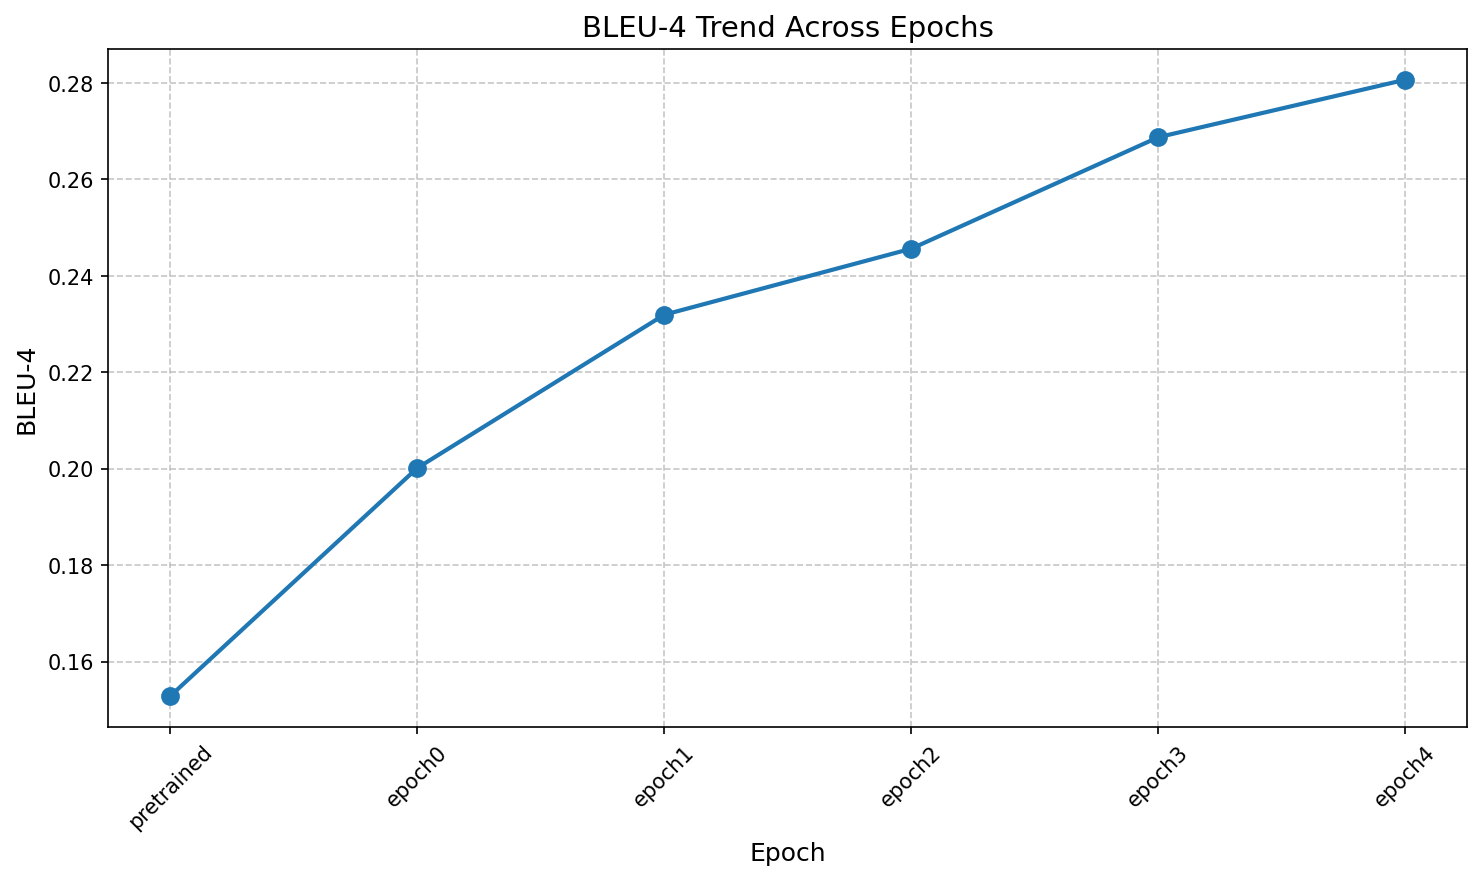 BLEU-4 Trend Across Epochs
0.28
0.26
0.24
0.22
0.20
0.18
0.16
BLEU-4
pretrained
epoch0
epoch1
epoch2
epoch3
epoch4
Epoch